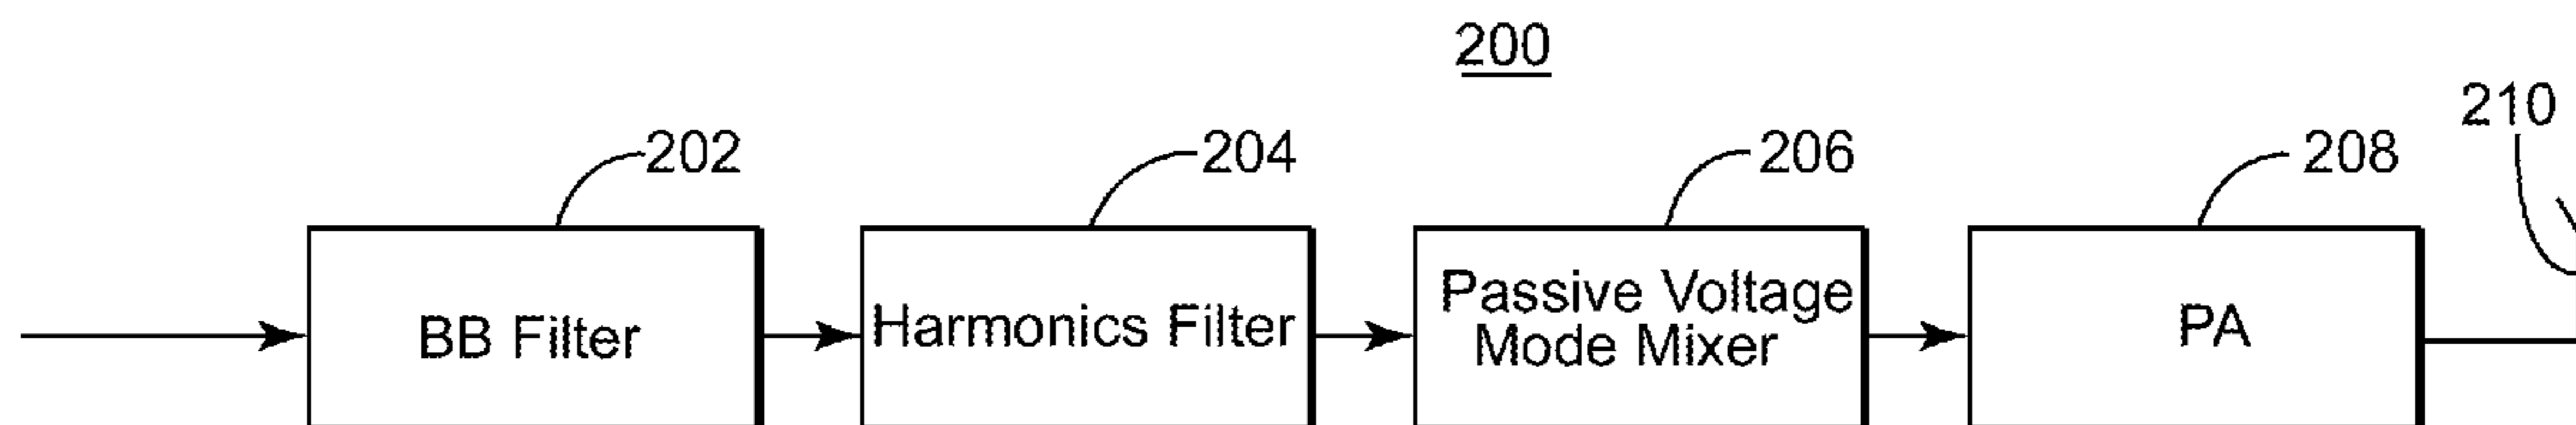 200
210
202
204
206
208
BB Filter
Harmonics Filter
Passive Voltage
Mode Mixer
PA